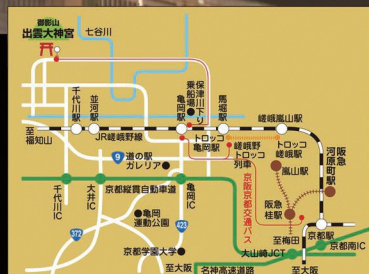 御影山
出雲大神宮
七谷川
千代川駅
並河駅
亀岡駅
保津川下り
乗船場
馬堀駅
嵯峨嵐山駅
至
福知山
JR嵯峨野線
トロッコ
亀岡駅
嵯峨野
トロッコ
列車
トロッコ
嵯峨駅
嵐山駅
阪急
河原町駅
9
道の駅
ガレリア
千代川IC
大井IC
京都縦貫自動車道
亀岡IC
京阪京都交通バス
阪急
桂駅
京都駅
372
亀岡
運動公園
423
京都学園大学
至梅田
大山崎JCT
京都南IC
至大阪
名神高速道路
至大阪